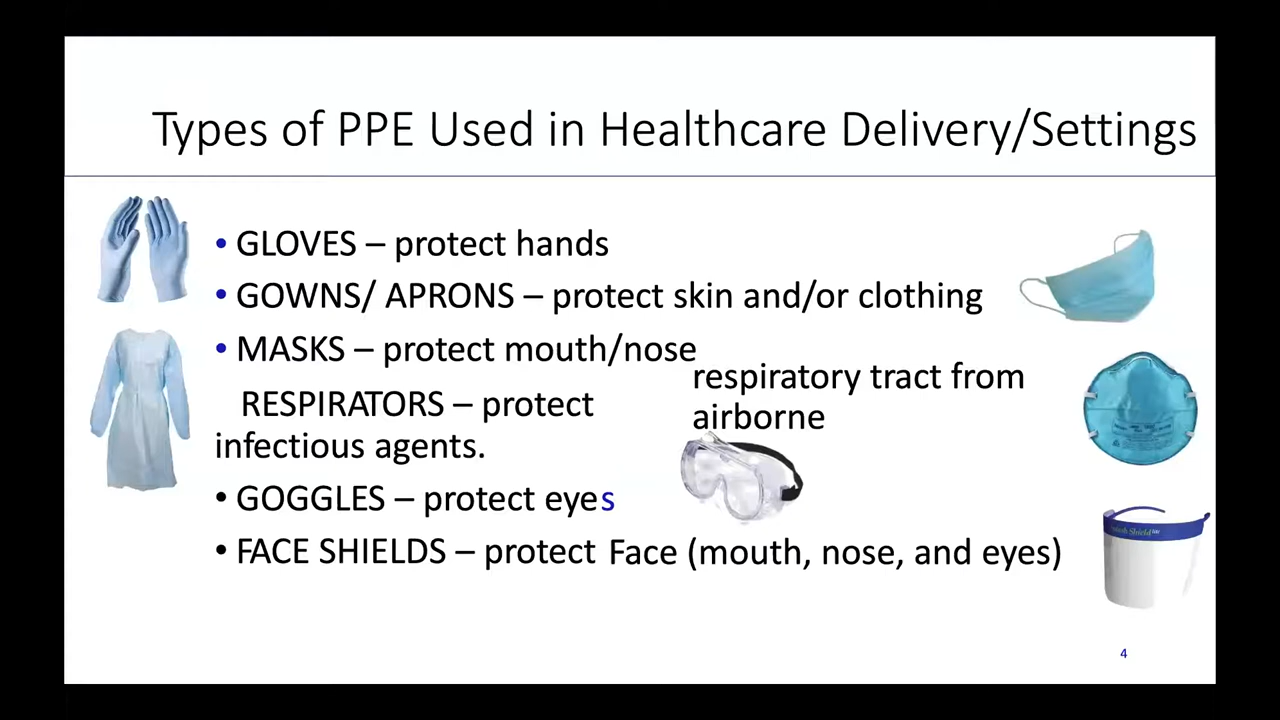 Types of PPE Used in Healthcare Delivery/Settings
• GLOVES – protect hands
• GOWNS/ APRONS – protect skin and/or clothing
• MASKS – protect mouth/nose
RESPIRATORS – protect respiratory tract from
airborne
infectious agents.
• GOGGLES – protect eyes
• FACE SHIELDS – protect Face (mouth, nose, and eyes)
4